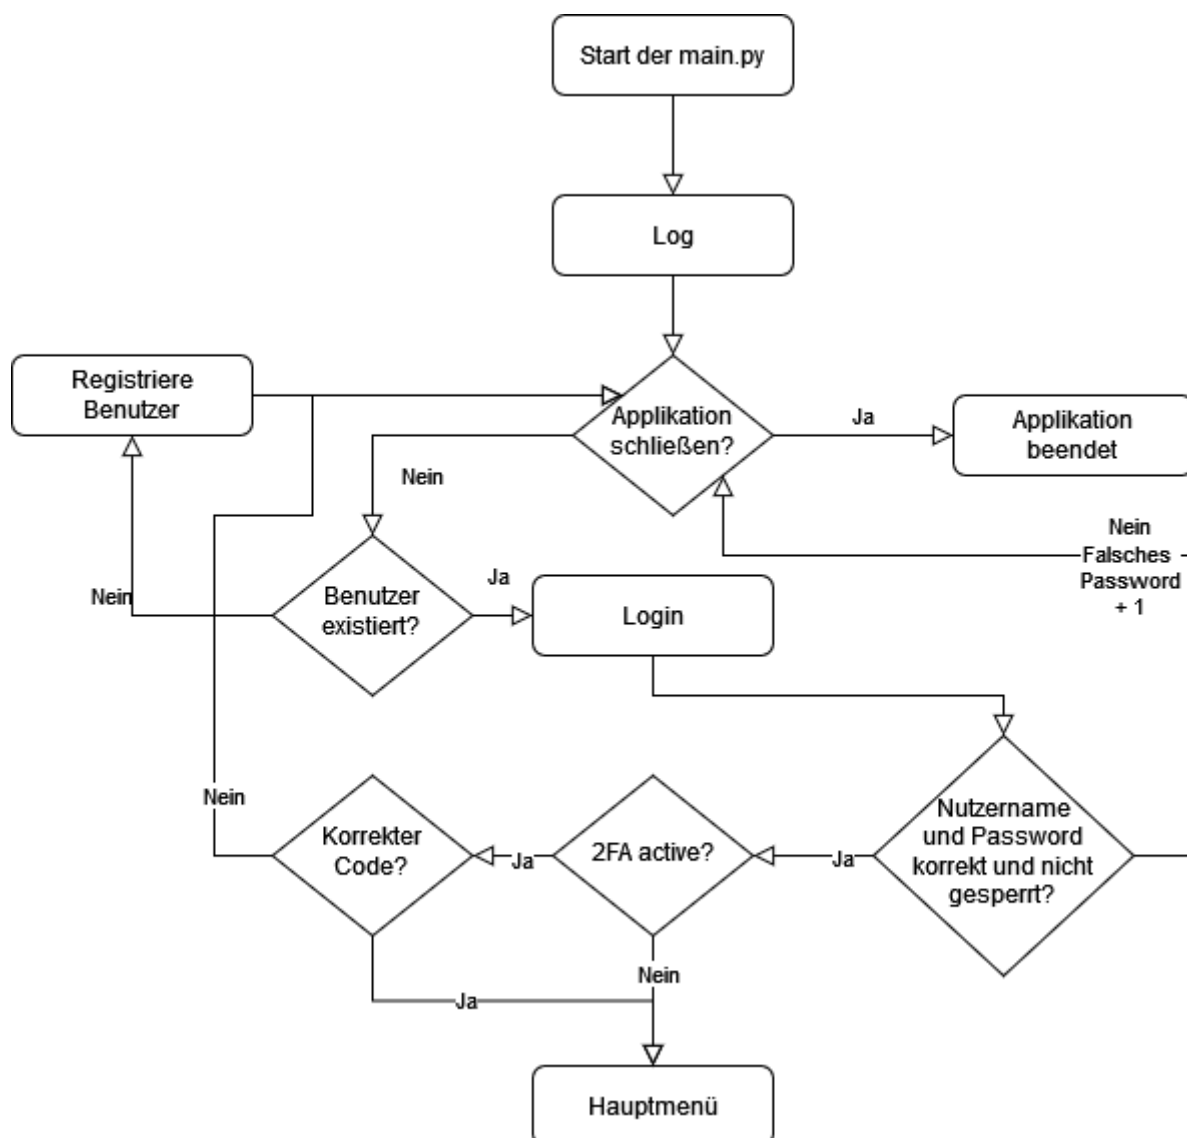 Start der main.py
Log
Registriere
Benutzer
Applikation
schließen?
Ja
Applikation
beendet
Nein
Nein
Falsches
Password
+ 1
Nein
Benutzer
existiert?
Ja
Login
Nein
Korrekter
Code?
Ja
2FA active?
Ja
Nutzername
und Password
korrekt und nicht
gesperrt?
Nein
Ja
Hauptmenü